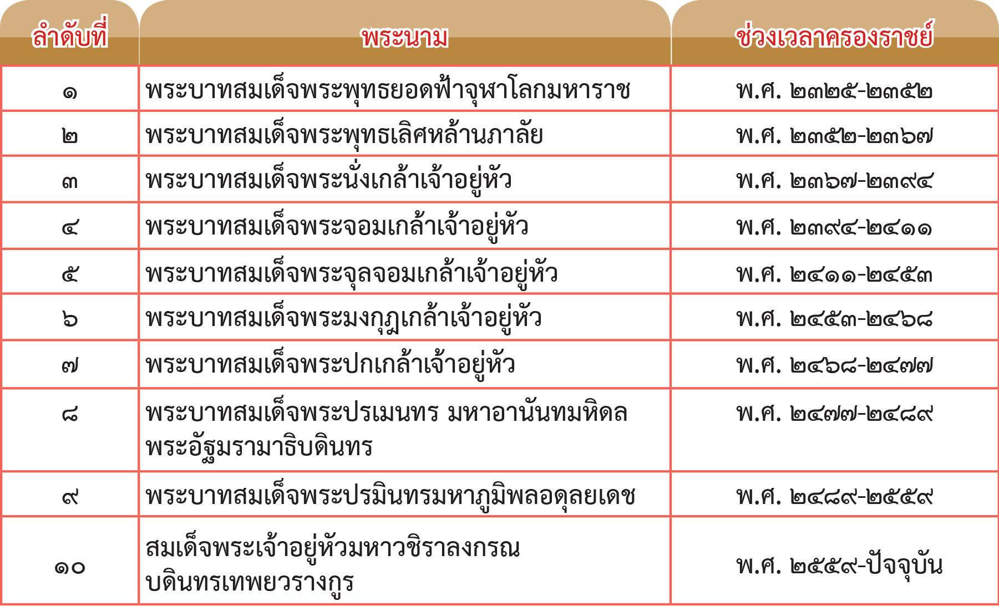 ลำดับที่ พระนาม ช่วงเวลาครองราชย์
๑ พระบาทสมเด็จพระพุทธยอดฟ้าจุฬาโลกมหาราช พ.ศ. ๒๓๒๕-๒๓๕๒
๒ พระบาทสมเด็จพระพุทธเลิศหล้านภาลัย พ.ศ. ๒๓๕๒-๒๓๖๗
๓ พระบาทสมเด็จพระนั่งเกล้าเจ้าอยู่หัว พ.ศ. ๒๓๖๗-๒๓๙๔
๔ พระบาทสมเด็จพระจอมเกล้าเจ้าอยู่หัว พ.ศ. ๒๓๙๔-๒๔๑๑
๕ พระบาทสมเด็จพระจุลจอมเกล้าเจ้าอยู่หัว พ.ศ. ๒๔๑๑-๒๔๕๓
๖ พระบาทสมเด็จพระมงกุฎเกล้าเจ้าอยู่หัว พ.ศ. ๒๔๕๓-๒๔๖๘
๗ พระบาทสมเด็จพระปกเกล้าเจ้าอยู่หัว พ.ศ. ๒๔๖๘-๒๔๗๗
๘ พระบาทสมเด็จพระปรเมนทร มหาอานันทมหิดล พ.ศ. ๒๔๗๗-๒๔๘๙
พระอัฐมรามาธิบดินทร
๙ พระบาทสมเด็จพระปรมินทรมหาภูมิพลอดุลยเดช พ.ศ. ๒๔๘๙-๒๕๕๙
สมเด็จพระเจ้าอยู่หัวมหาวชิราลงกรณ
๑๐ พ.ศ. ๒๕๕๙-ปัจจุบัน
บดินทรเทพยวรางกูร